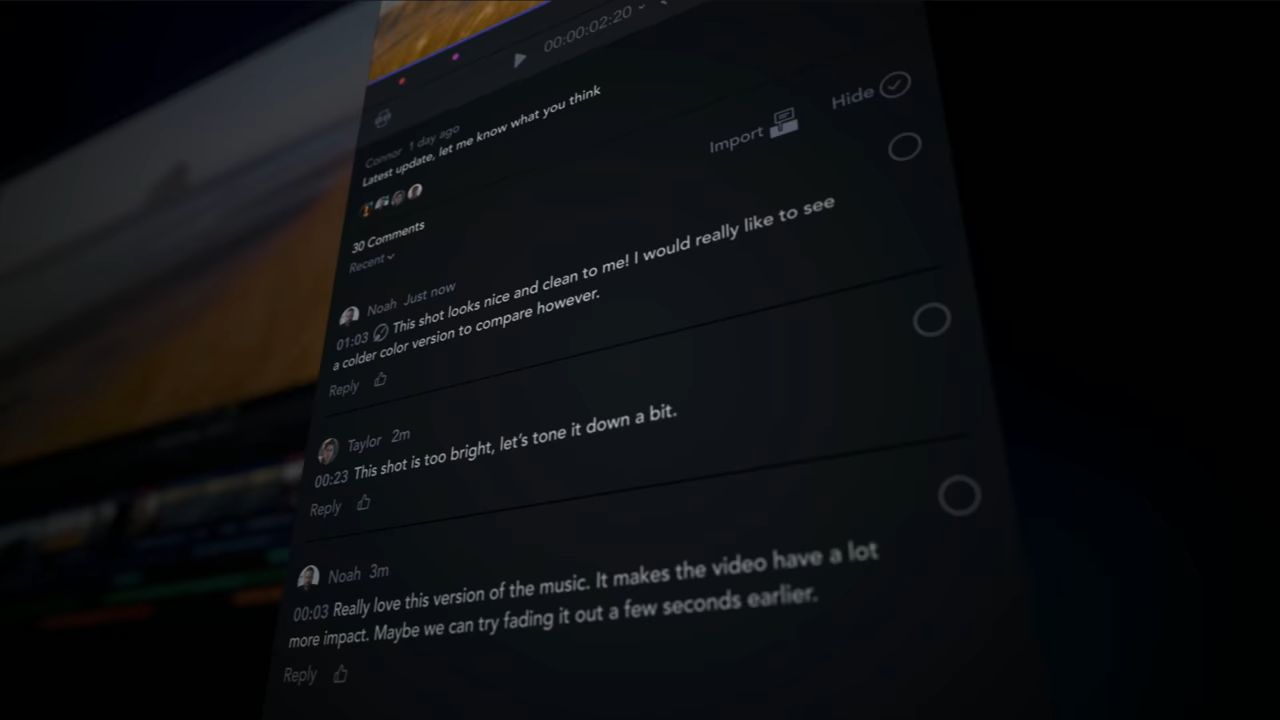 00:00:02:20
Connor 1 day ago
Latest update, let me know what you think
Import
Hide
30 Comments
Recent
Noah Just now
01:03 This shot looks nice and clean to me! I would really like to see
a colder color version to compare however.
Reply
Taylor 2m
00:23 This shot is too bright, let's tone it down a bit.
Reply
Noah 3m
00:03 Really love this version of the music. It makes the video have a lot
more impact. Maybe we can try fading it out a few seconds earlier.
Reply